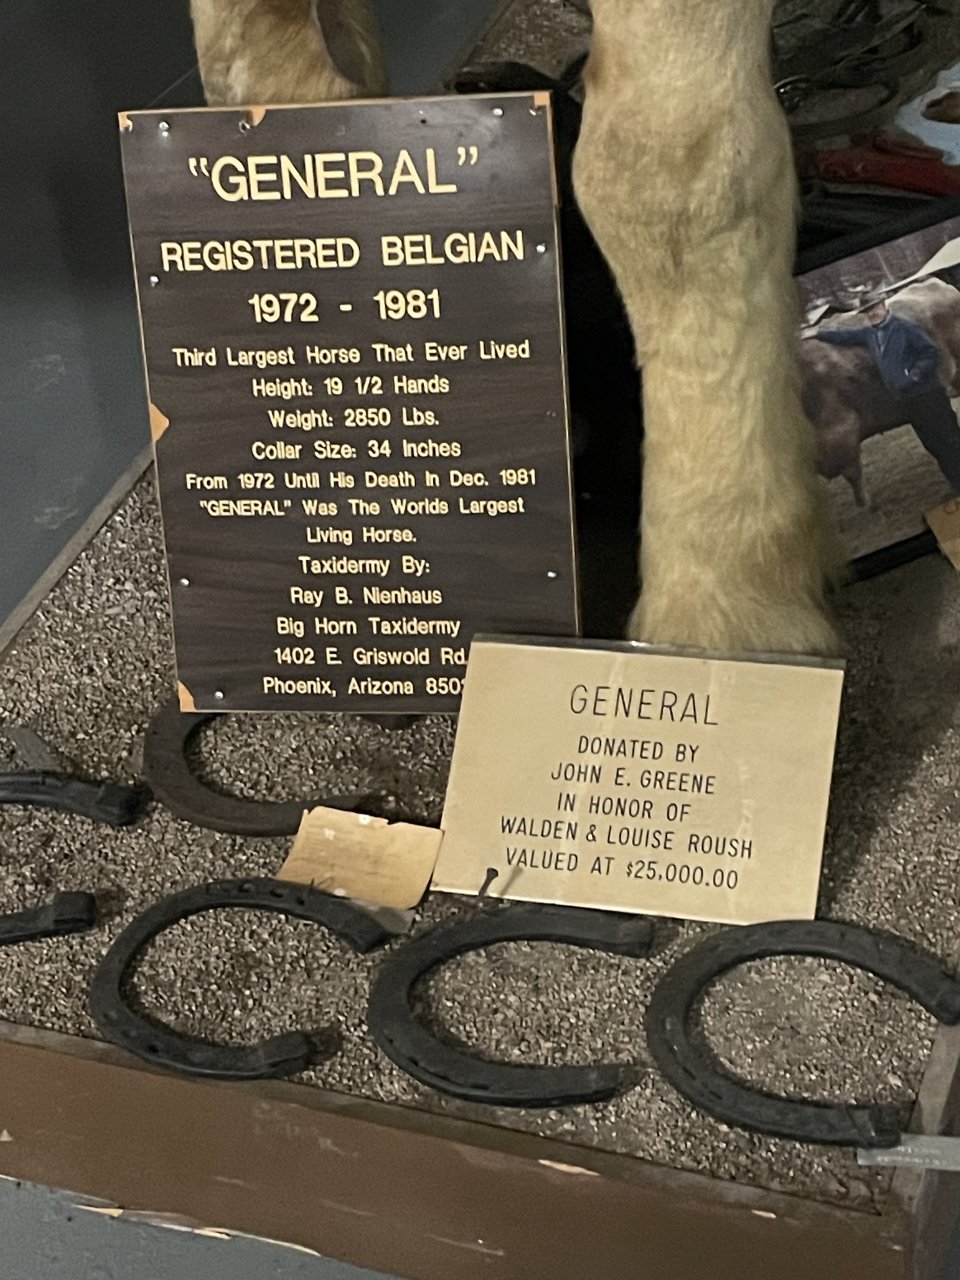 “GENERAL”
REGISTERED BELGIAN
1972 - 1981
Third Largest Horse That Ever Lived
Height: 19 1/2 Hands
Weight: 2850 Lbs.
Collar Size: 34 Inches
From 1972 Until His Death In Dec. 1981
"GENERAL" Was The Worlds Largest
Living Horse.
Taxidermy By:
Ray B. Nienhaus
Big Horn Taxidermy
1402 E. Griswold Rd.
Phoenix, Arizona
GENERAL
DONATED BY
JOHN E. GREENE
IN HONOR OF
WALDEN & LOUISE ROUSH
VALUED AT $25,000.00